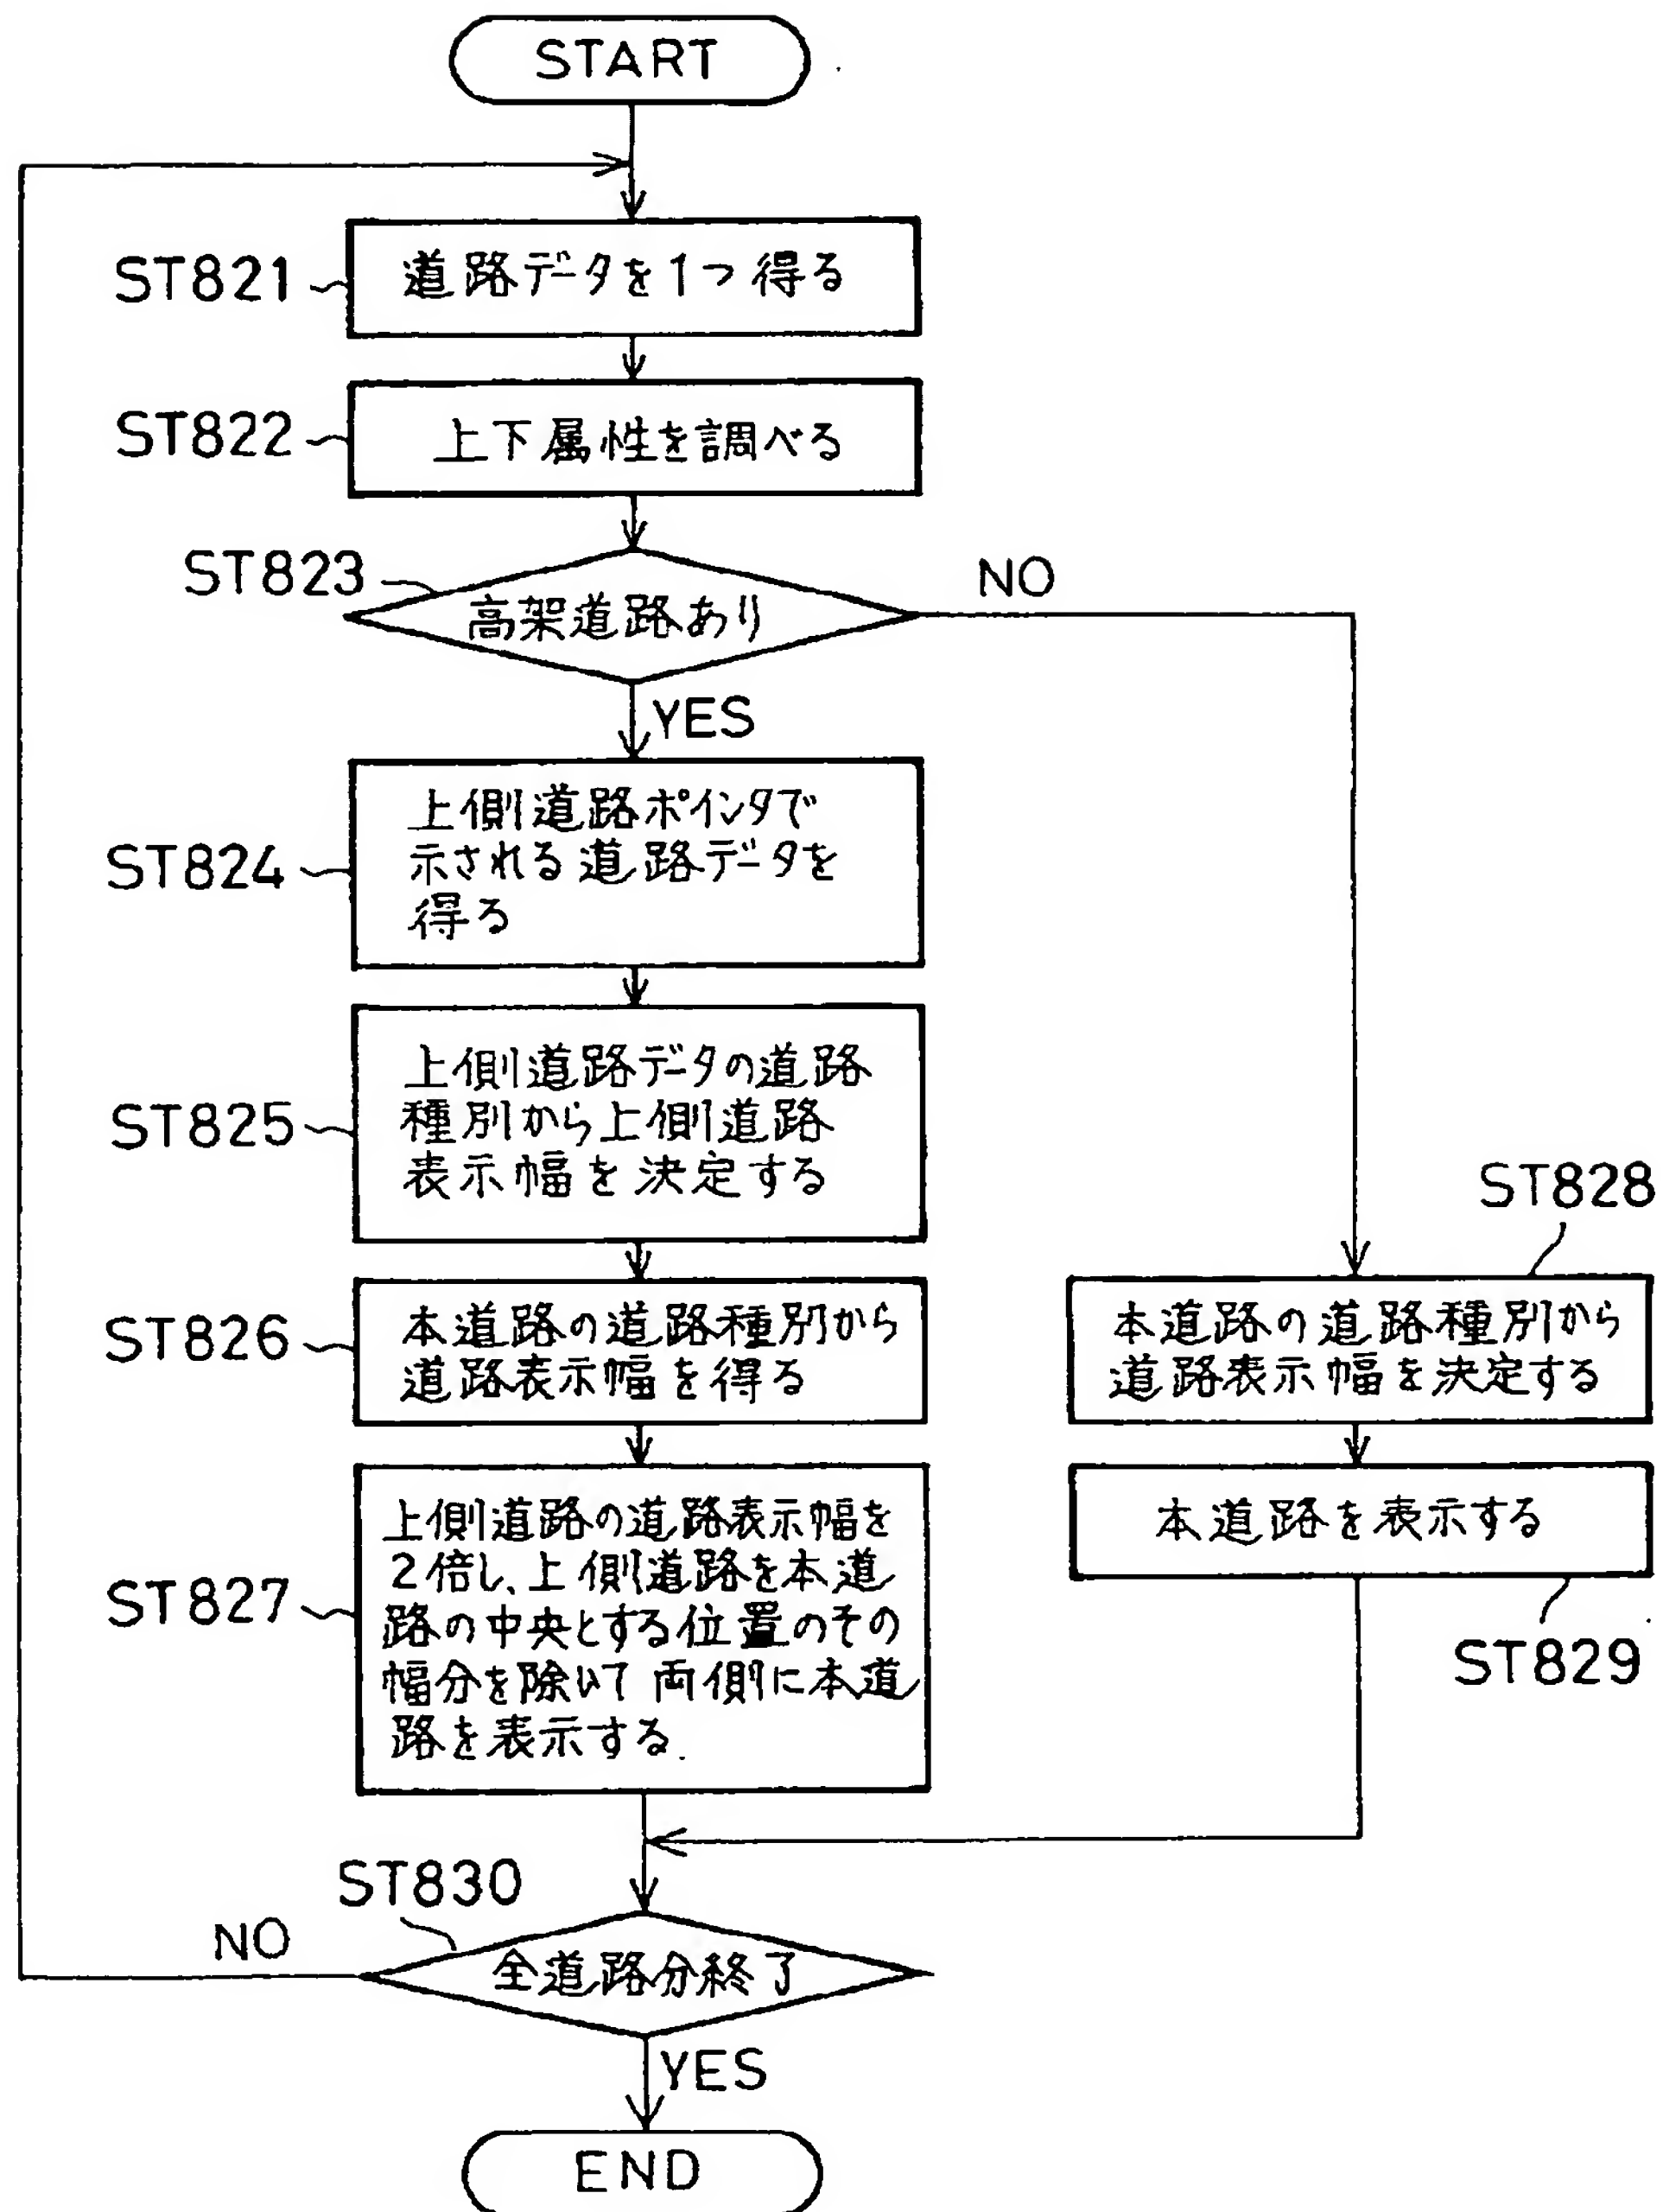 START
ST821
道路データを1つ得る
ST822
上下属性を調べる
ST823
高架道路あり
NO
YES
ST824
上側道路ポインタで
示される道路データを
得る
ST825
上側道路データの道路
種別から上側道路
表示幅を決定する
ST826
本道路の道路種別から
道路表示幅を得る
ST827
上側道路の道路表示幅を
2倍し、上側道路を本道
路の中央とする位置のその
幅分を除いて両側に本道
路を表示する.
ST828
本道路の道路種別から
道路表示幅を決定する
本道路を表示する
ST829
ST830
全道路分終了
NO
YES
END